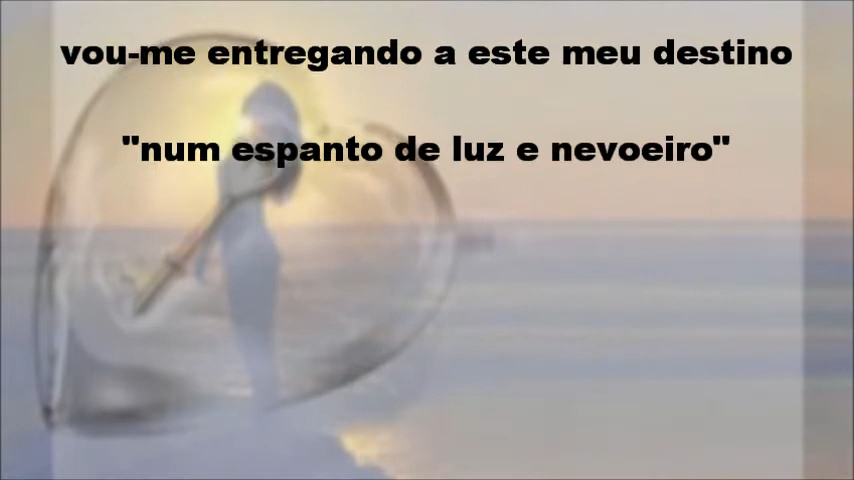 vou-me entregando a este meu destino
"num espanto de luz e nevoeiro"